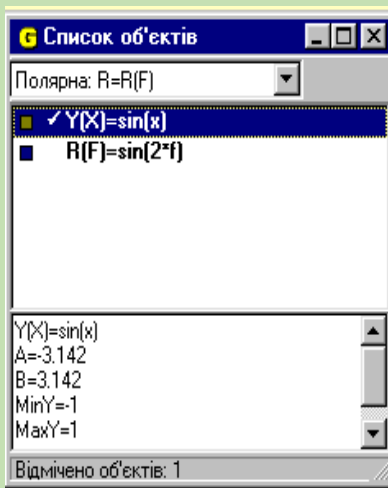 Список об'єктів
Полярна: R=R(F)
Y(X)=sin(x)
R(F)=sin(2*f)
Y(X)=sin(x)
A=-3.142
B=3.142
MinY=-1
MaxY=1
Відмічено об'єктів: 1